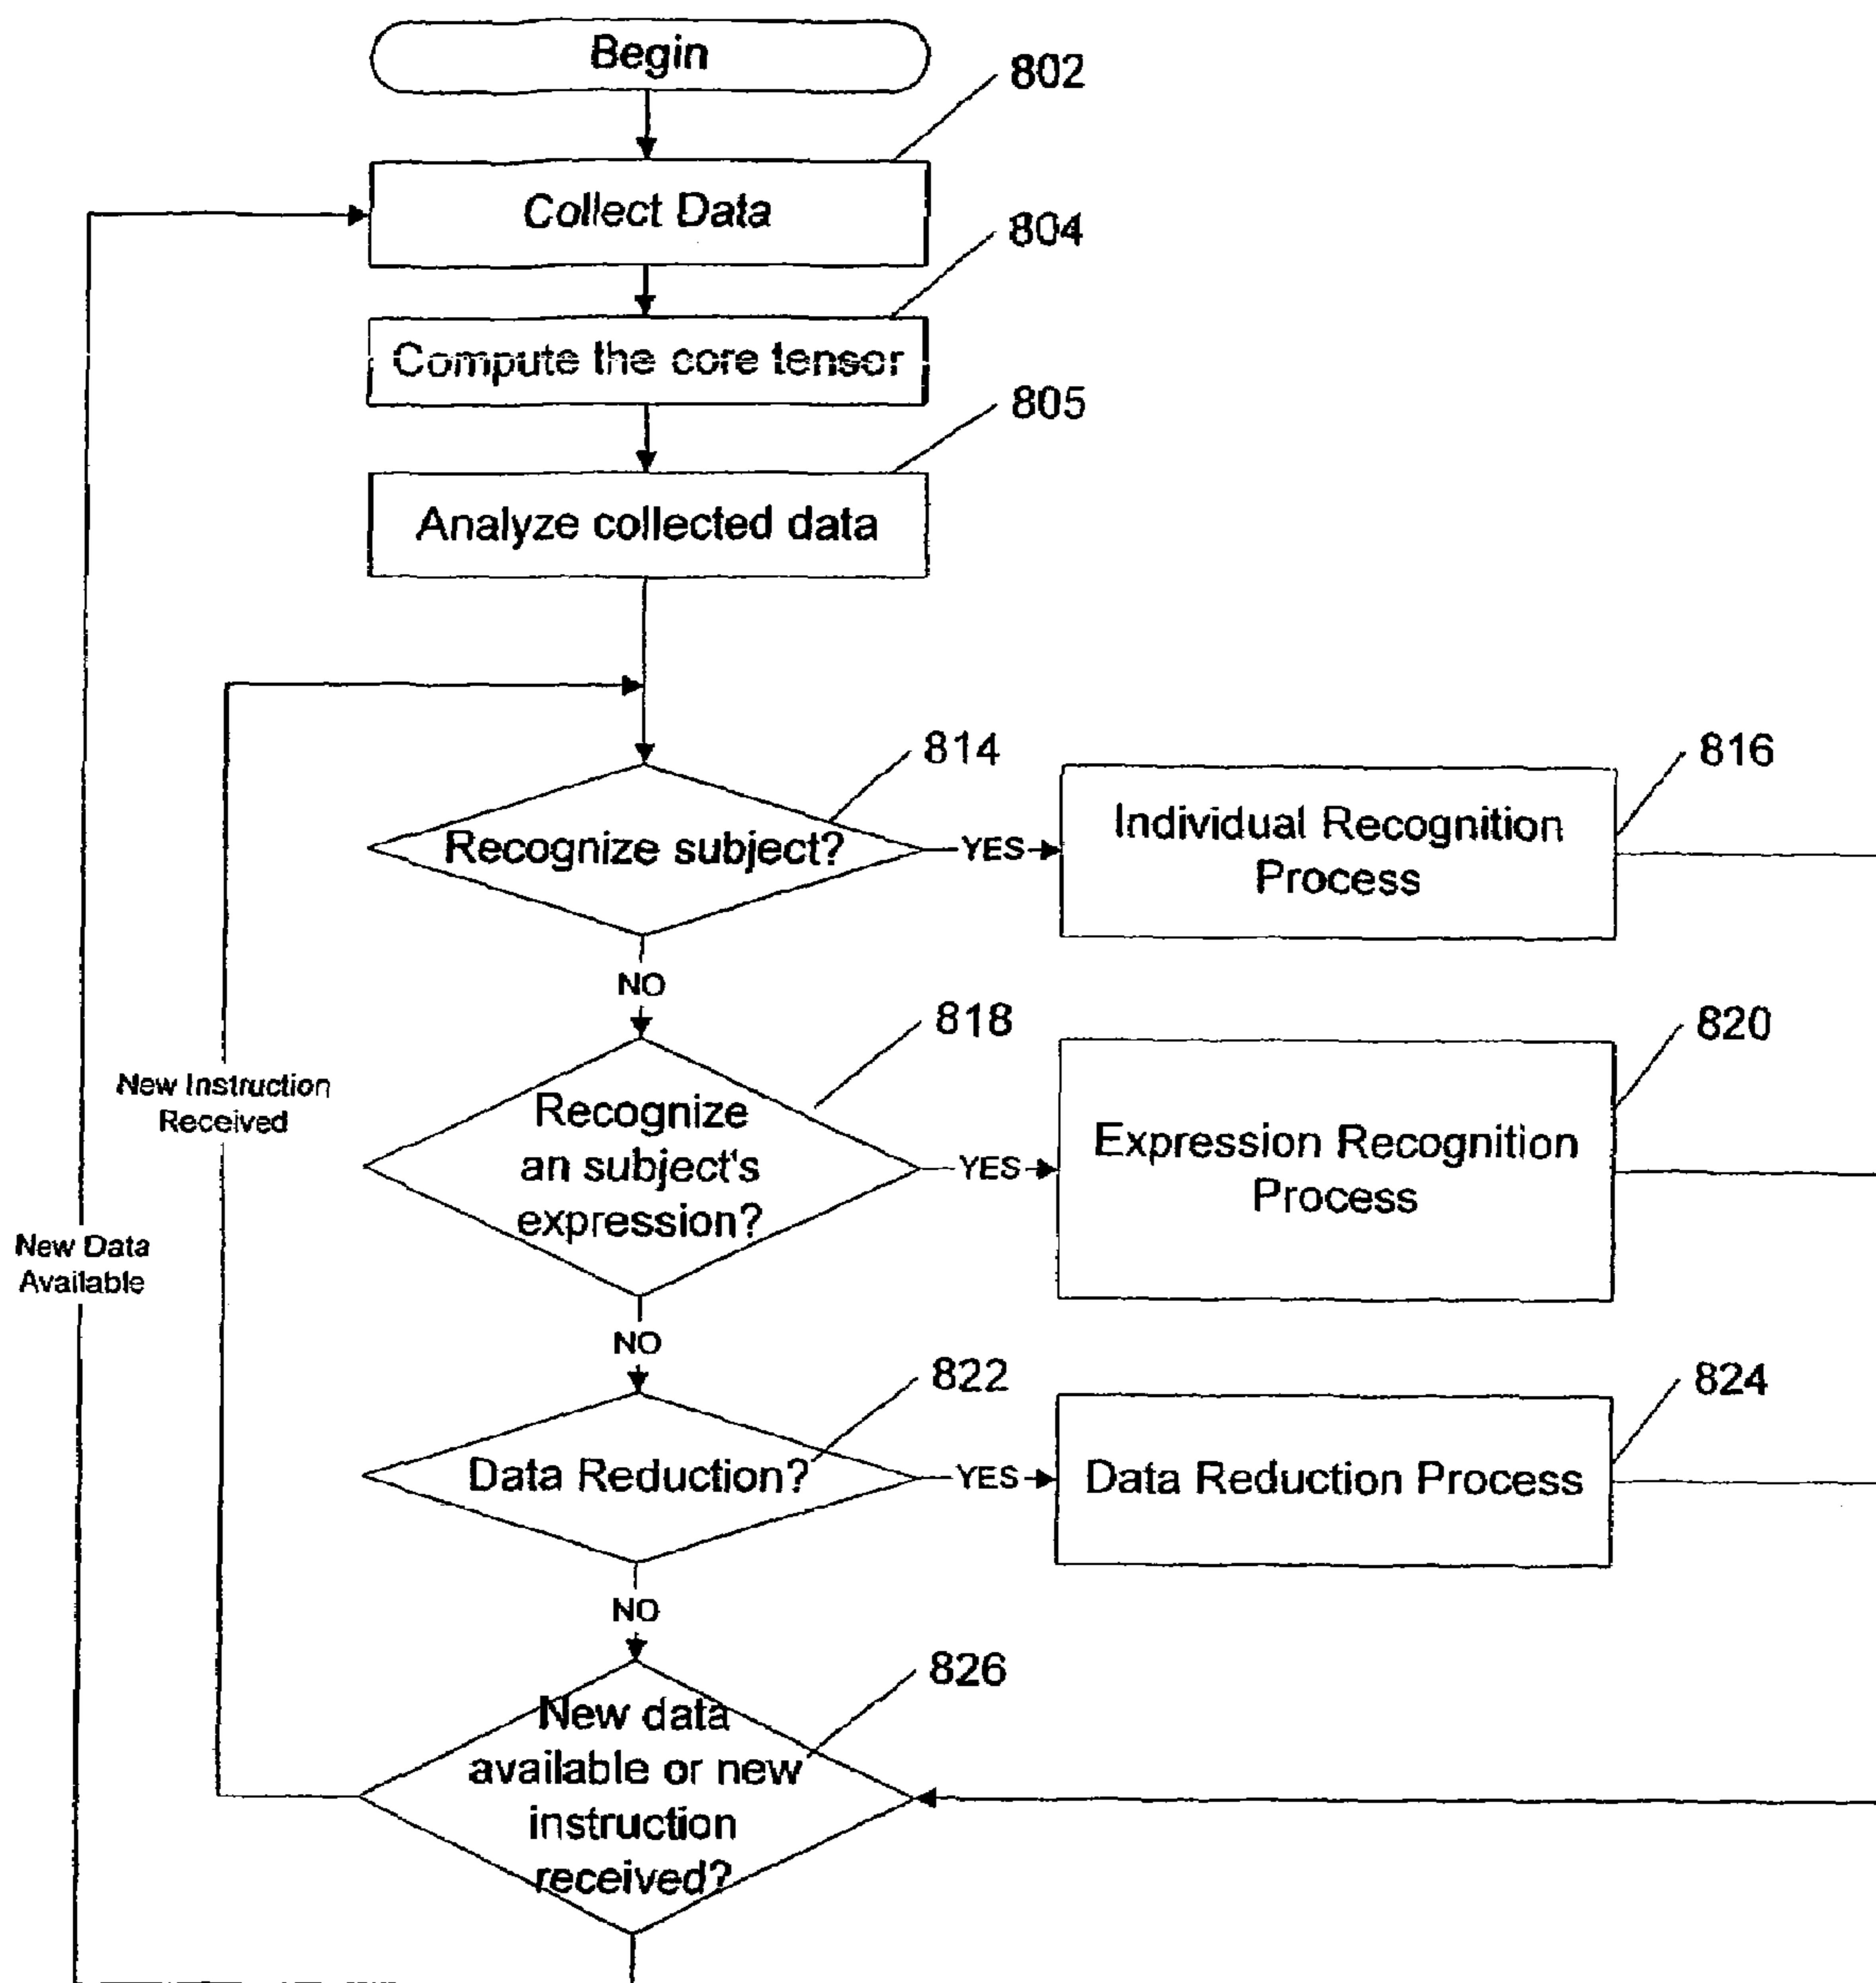 Begin
802
Collect Data
804
Compute the core tensor
805
Analyze collected data
814
Recognize subject?
YES
816
Individual Recognition
Process
NO
818
Recognize
an subject's
expression?
YES
820
Expression Recognition
Process
New Instruction
Received
New Data
Available
NO
822
Data Reduction?
YES
824
Data Reduction Process
NO
826
New data
available or new
instruction
received?